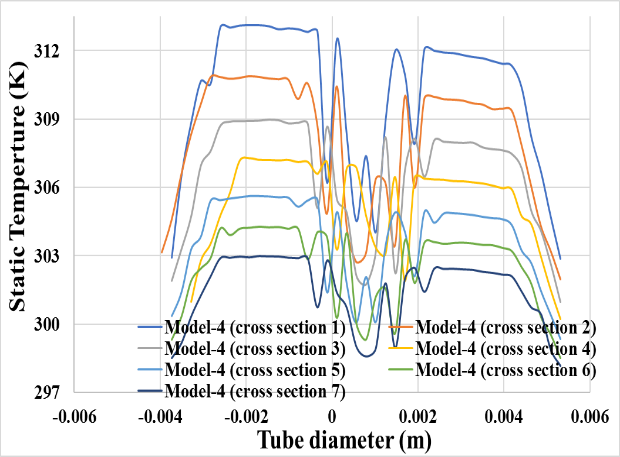 Static Temperture (K)
312
309
306
303
300
297
Model-4 (cross section 1) Model-4 (cross section 2)
Model-4 (cross section 3) Model-4 (cross section 4)
Model-4 (cross section 5) Model-4 (cross section 6)
Model-4 (cross section 7)
-0.006 -0.004 -0.002 0 0.002 0.004 0.006
Tube diameter (m)